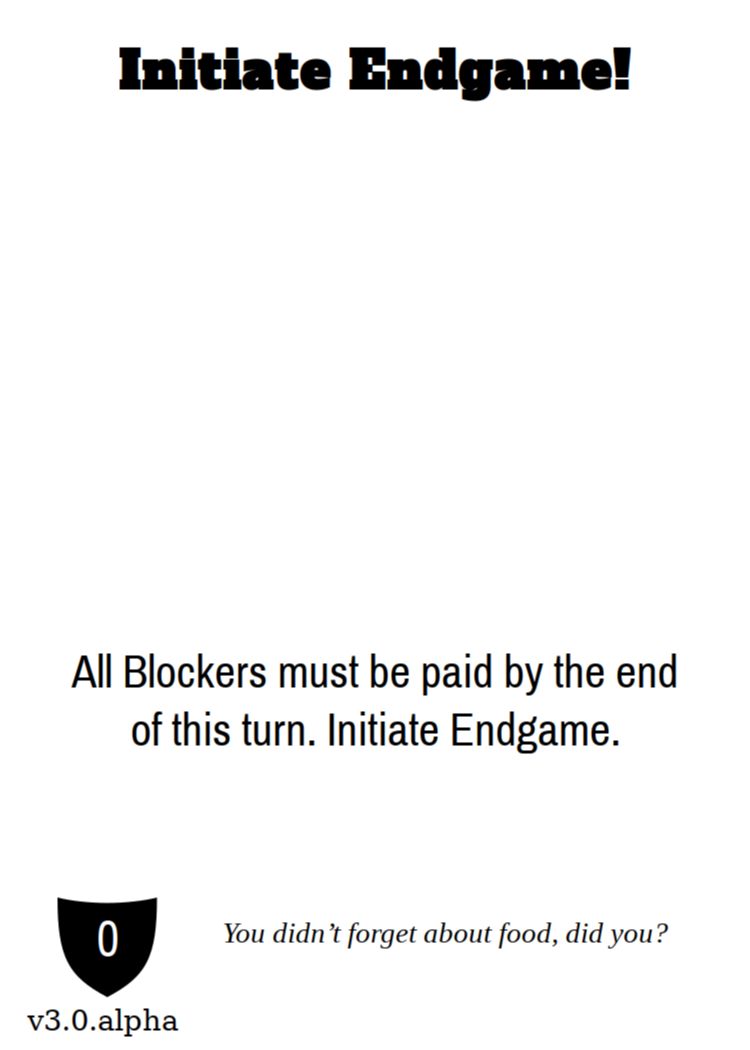 Initiate Endgame!
All Blockers must be paid by the end
of this turn. Initiate Endgame.
0
You didn’t forget about food, did you?
v3.0.alpha